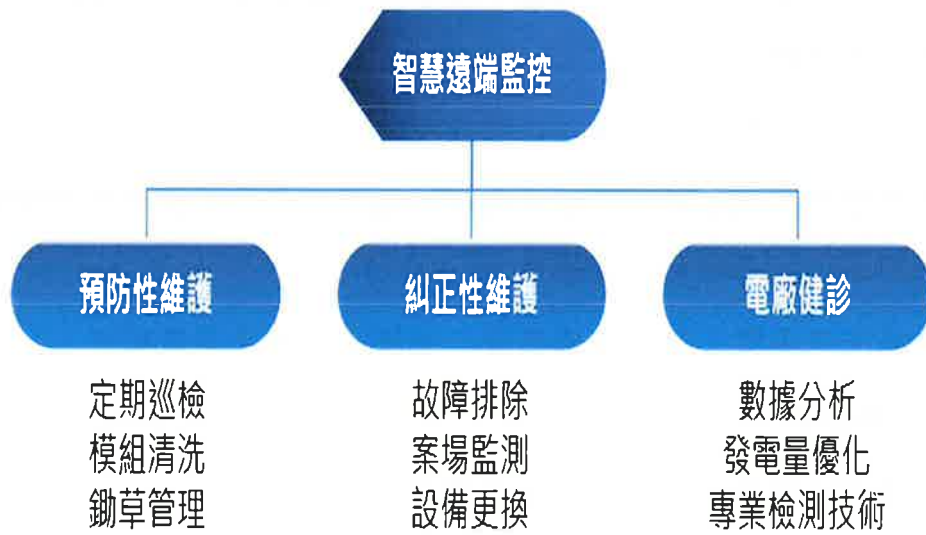 智慧遠端監控
預防性維護
糾正性維護
電廠健診
定期巡檢
模組清洗
鋤草管理
故障排除
案場監測
設備更換
數據分析
發電量優化
專業檢測技術